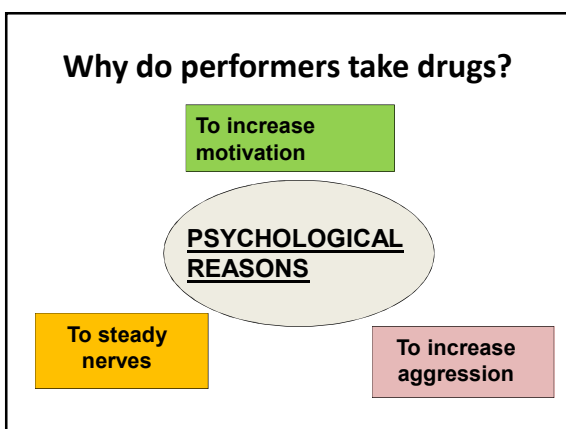 Why do performers take drugs?
To increase
motivation
PSYCHOLOGICAL
REASONS
To steady
nerves
To increase
aggression